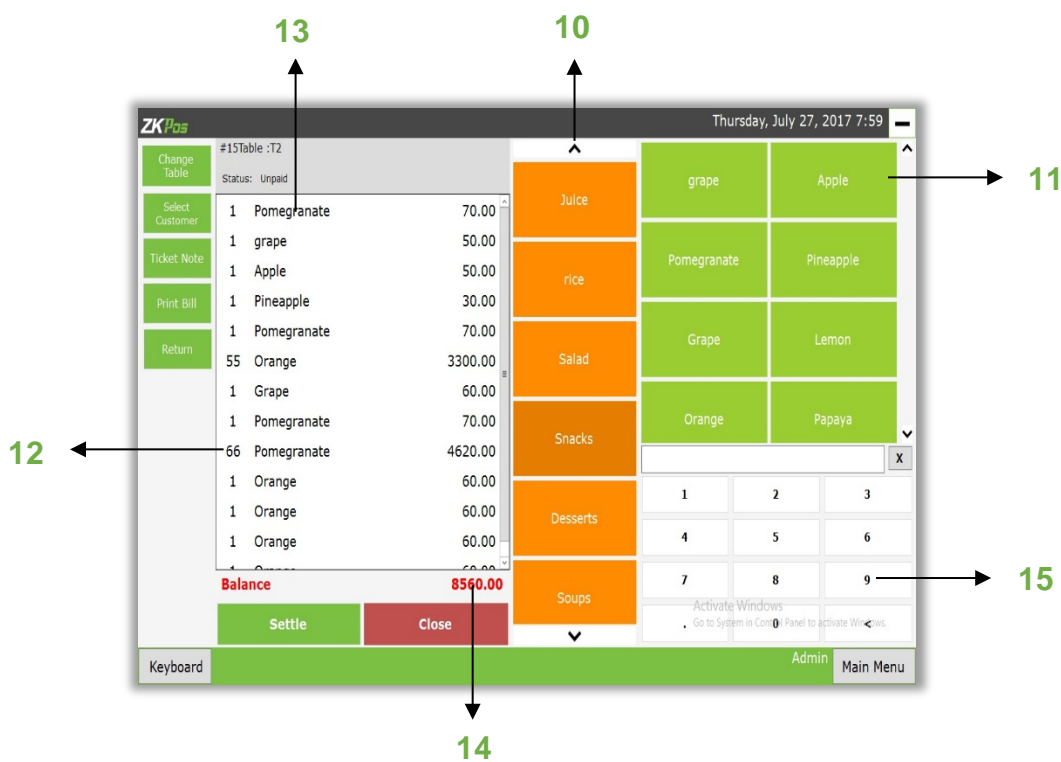 13
10
ZKPos
Thursday, July 27, 2017 7:59
Change Table
#15Table :T2
Status: Unpaid
Select Customer
Ticket Note
Print Bill
Return
1 Pomegranate 70.00
1 grape 50.00
1 Apple 50.00
1 Pineapple 30.00
1 Pomegranate 70.00
55 Orange 3300.00
1 Grape 60.00
1 Pomegranate 70.00
66 Pomegranate 4620.00
1 Orange 60.00
1 Orange 60.00
1 Orange 60.00
1 Orange 60.00
Balance 8560.00
Settle Close
Juice
rice
Salad
Snacks
Desserts
Soups
grape Apple
Pomegranate Pineapple
Grape Lemon
Orange Papaya
X
1 2 3
4 5 6
7 8 9
. 0 <
Activate Windows
Go to System in Control Panel to activate Windows.
Keyboard
Admin
Main Menu
11
12
15
14